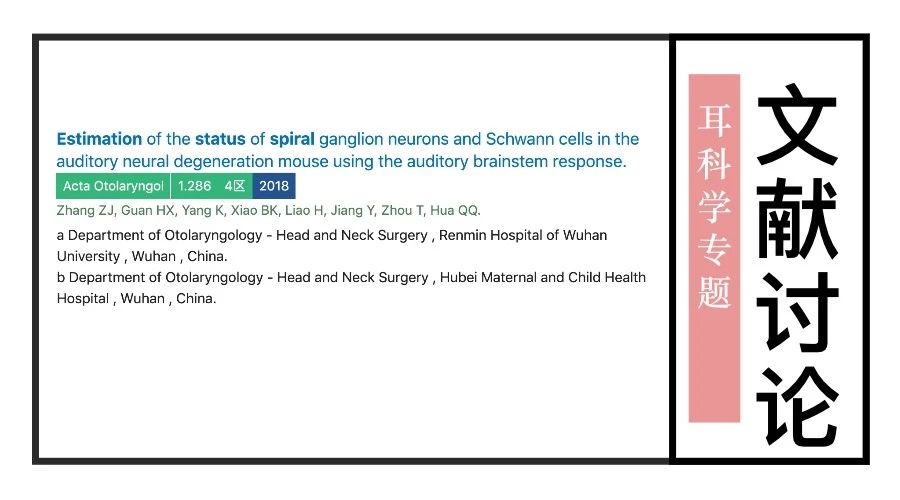 Estimation of the status of spiral ganglion neurons and Schwann cells in the
auditory neural degeneration mouse using the auditory brainstem response.
Acta Otolaryngol 1.286 4区 2018
Zhang ZJ, Guan HX, Yang K, Xiao BK, Liao H, Jiang Y, Zhou T, Hua QQ.
a Department of Otolaryngology - Head and Neck Surgery , Renmin Hospital of Wuhan
University , Wuhan , China.
b Department of Otolaryngology - Head and Neck Surgery , Hubei Maternal and Child Health
Hospital , Wuhan , China.
耳科学专题
文献讨论